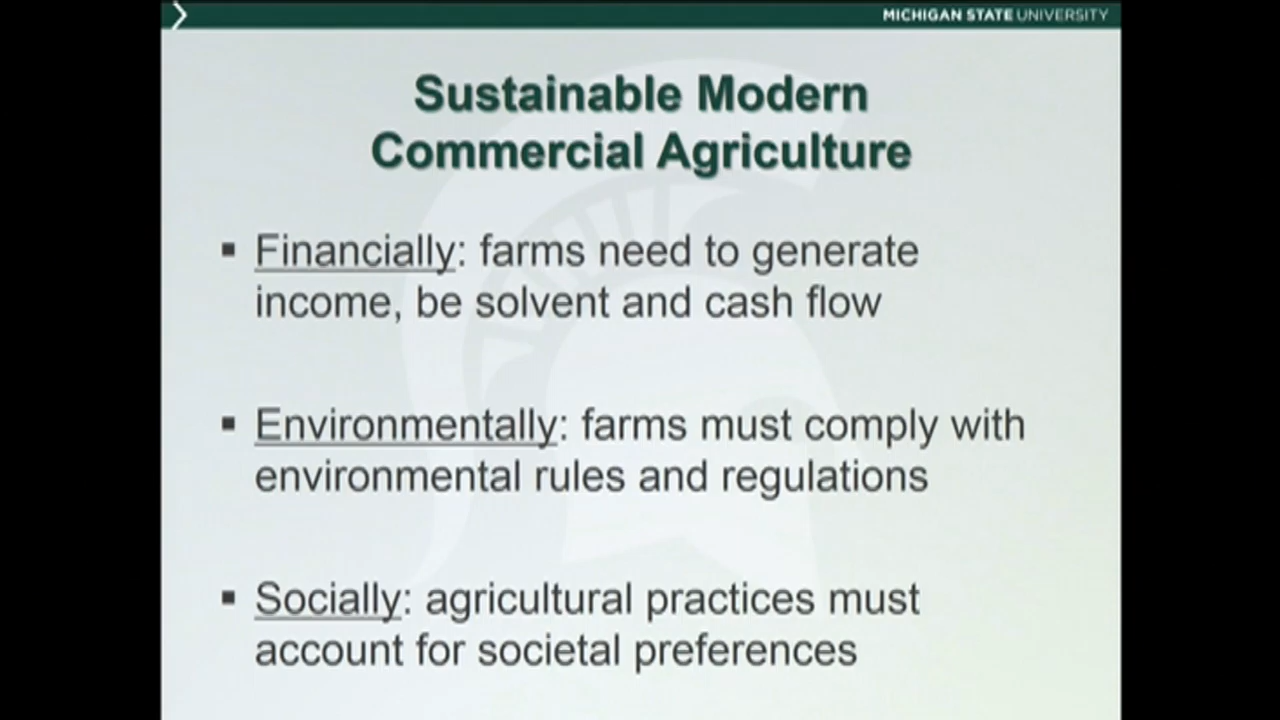 MICHIGAN STATE UNIVERSITY
Sustainable Modern
Commercial Agriculture
▪ Financially: farms need to generate
income, be solvent and cash flow
▪ Environmentally: farms must comply with
environmental rules and regulations
▪ Socially: agricultural practices must
account for societal preferences